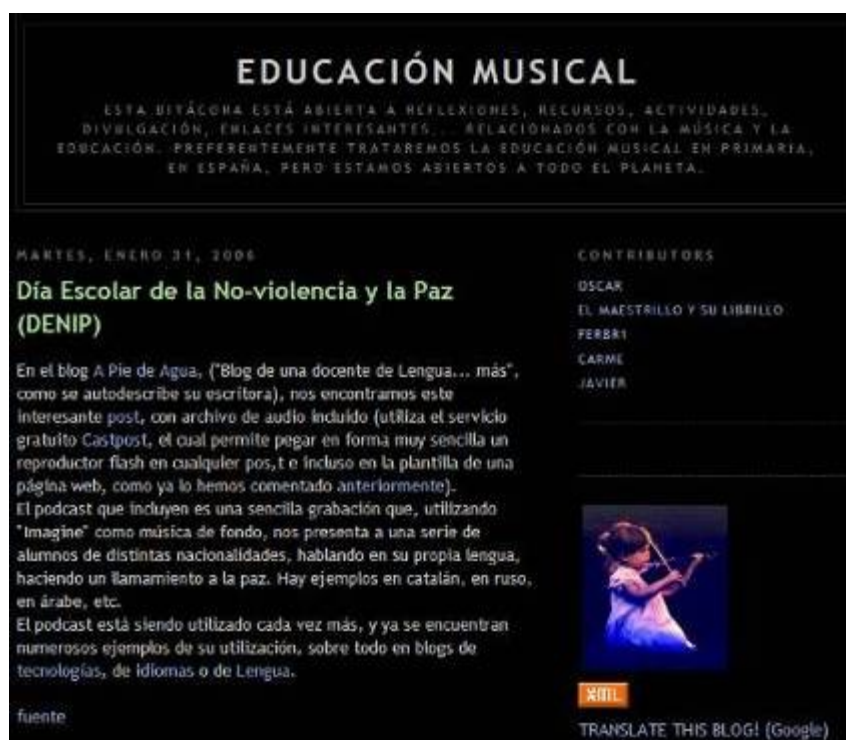 EDUCACIÓN MUSICAL
ESTA BITÁCORA ESTÁ ABIERTA A REFLEXIONES, RECURSOS, ACTIVIDADES,
DIVULGACIÓN, ENLACES INTERESANTES... RELACIONADOS CON LA MÚSICA Y LA
EDUCACIÓN. PREFERENTEMENTE TRATAREMOS LA EDUCACIÓN MUSICAL EN PRIMARIA,
EN ESPAÑA, PERO ESTAMOS ABIERTOS A TODO EL PLANETA.
MARTES, ENERO 31, 2006
Día Escolar de la No-violencia y la Paz
(DENIP)
En el blog A Pie de Agua, ("Blog de una docente de Lengua... más",
como se autodescribe su escritora), nos encontramos este
interesante post, con archivo de audio incluido (utiliza el servicio
gratuito Castpost, el cual permite pegar en forma muy sencilla un
reproductor flash en cualquier pos,t e incluso en la plantilla de una
página web, como ya lo hemos comentado anteriormente).
El podcast que incluyen es una sencilla grabación que, utilizando
"Imagine" como música de fondo, nos presenta a una serie de
alumnos de distintas nacionalidades, hablando en su propia lengua,
haciendo un llamamiento a la paz. Hay ejemplos en catalán, en ruso,
en árabe, etc.
El podcast está siendo utilizado cada vez más, y ya se encuentran
numerosos ejemplos de su utilización, sobre todo en blogs de
tecnologías, de idiomas o de Lengua.
fuente
CONTRIBUTORS
OSCAR
EL MAESTRILLO Y SU LIBRILLO
FERBR1
CARME
JAVIER
XML
TRANSLATE THIS BLOG! (Google)